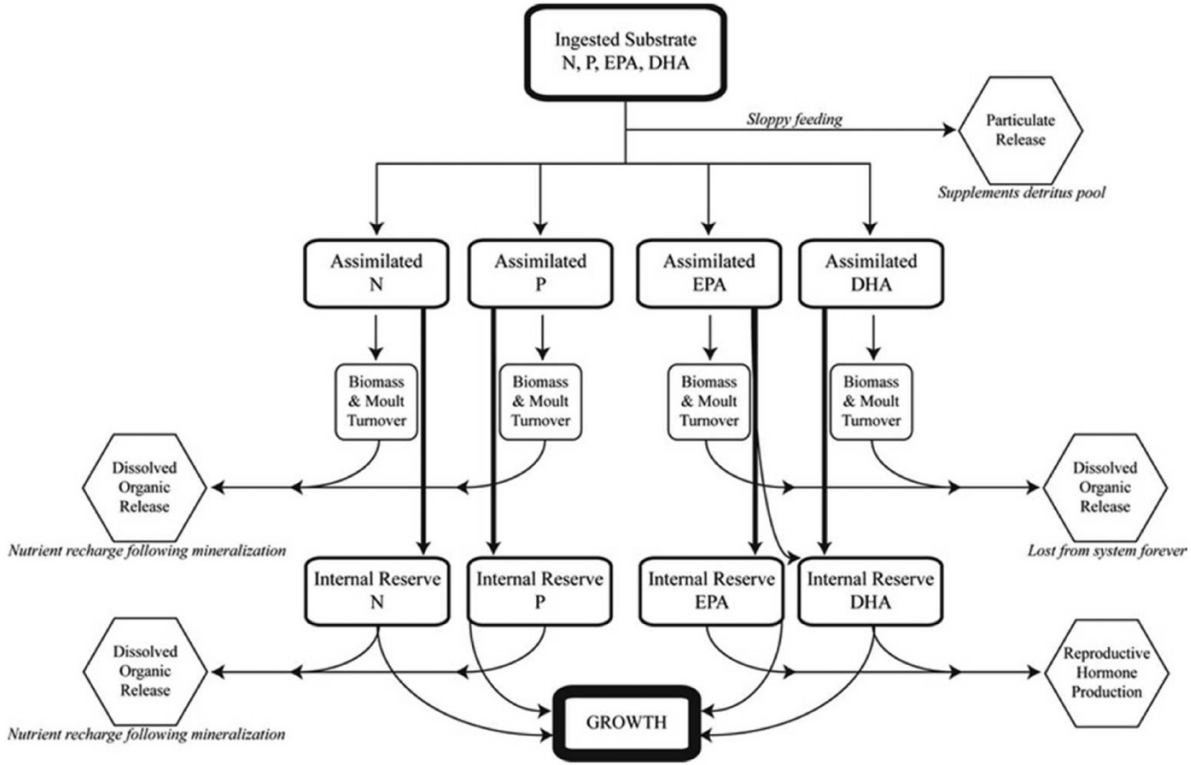 Ingested Substrate
N, P, EPA, DHA
Sloppy feeding
Particulate
Release
Supplements detritus pool
Assimilated
N
Assimilated
P
Assimilated
EPA
Assimilated
DHA
Biomass
& Moult
Turnover
Biomass
& Moult
Turnover
Biomass
& Moult
Turnover
Biomass
& Moult
Turnover
Dissolved
Organic
Release
Nutrient recharge following mineralization
Dissolved
Organic
Release
Lost from system forever
Internal Reserve
N
Internal Reserve
P
Internal Reserve
EPA
Internal Reserve
DHA
Dissolved
Organic
Release
Nutrient recharge following mineralization
Reproductive
Hormone
Production
GROWTH